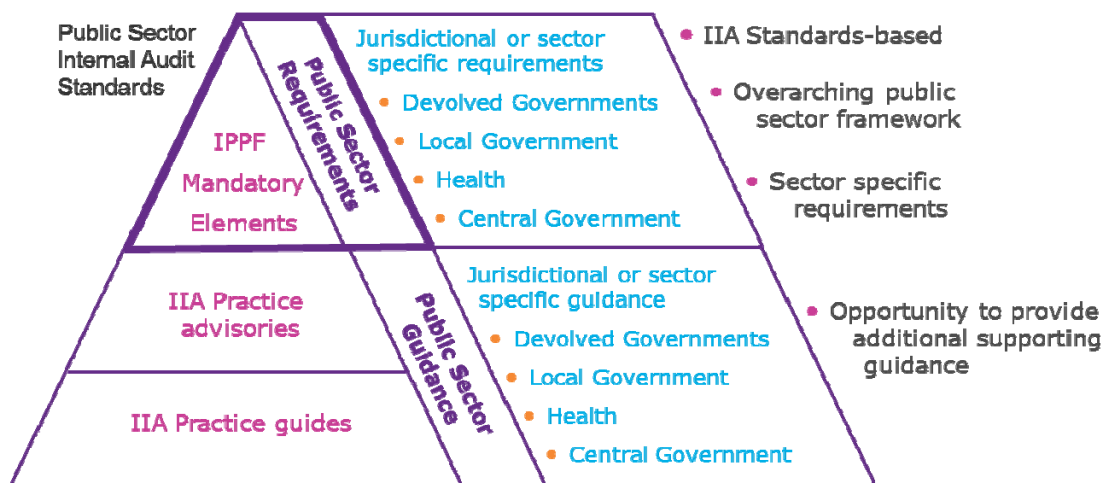 Public Sector
Internal Audit
Standards
IPPF
Mandatory
Elements
Public Sector
Requirements
Jurisdictional or sector
specific requirements
Devolved Governments
Local Government
Health
Central Government
IIA Standards-based
Overarching public
sector framework
Sector specific
requirements
IIA Practice
advisories
IIA Practice guides
Public Sector
Guidance
Jurisdictional or sector
specific guidance
Devolved Governments
Local Government
Health
Central Government
Opportunity to provide
additional supporting
guidance